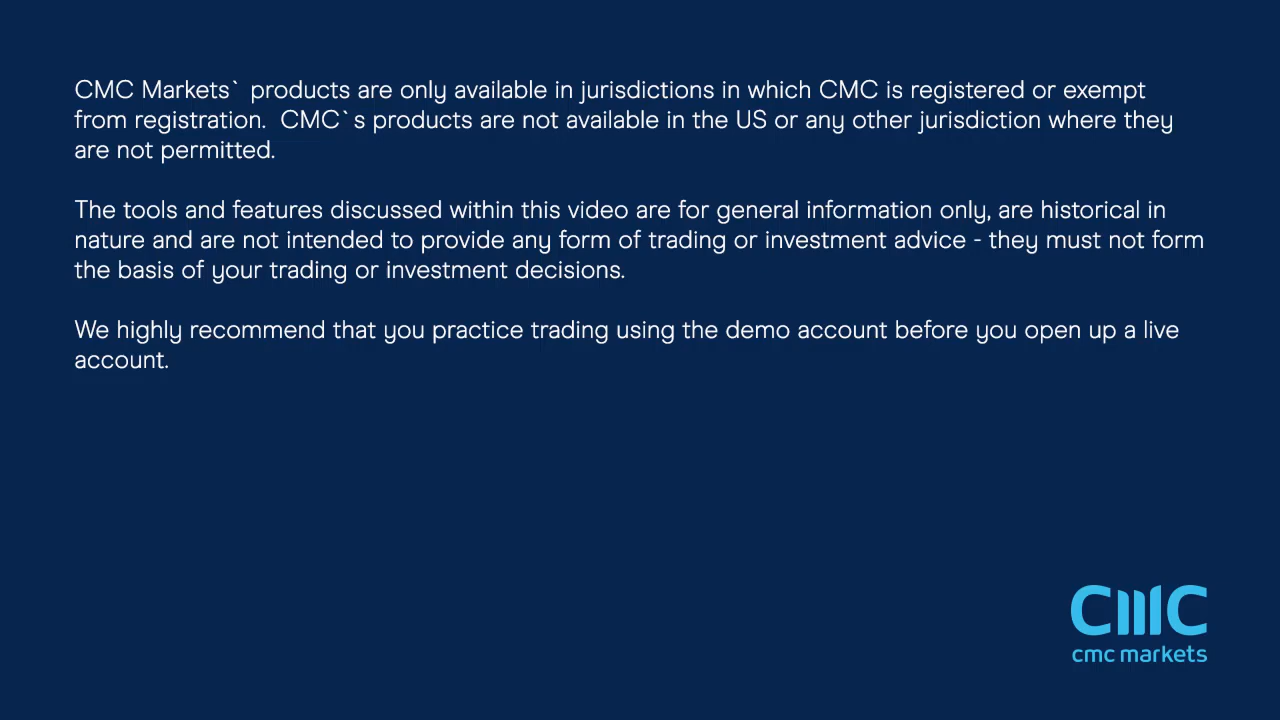 CMC Markets` products are only available in jurisdictions in which CMC is registered or exempt
from registration.  CMC`s products are not available in the US or any other jurisdiction where they
are not permitted.
The tools and features discussed within this video are for general information only, are historical in
nature and are not intended to provide any form of trading or investment advice - they must not form
the basis of your trading or investment decisions.
We highly recommend that you practice trading using the demo account before you open up a live
account.
CMC
cmc markets